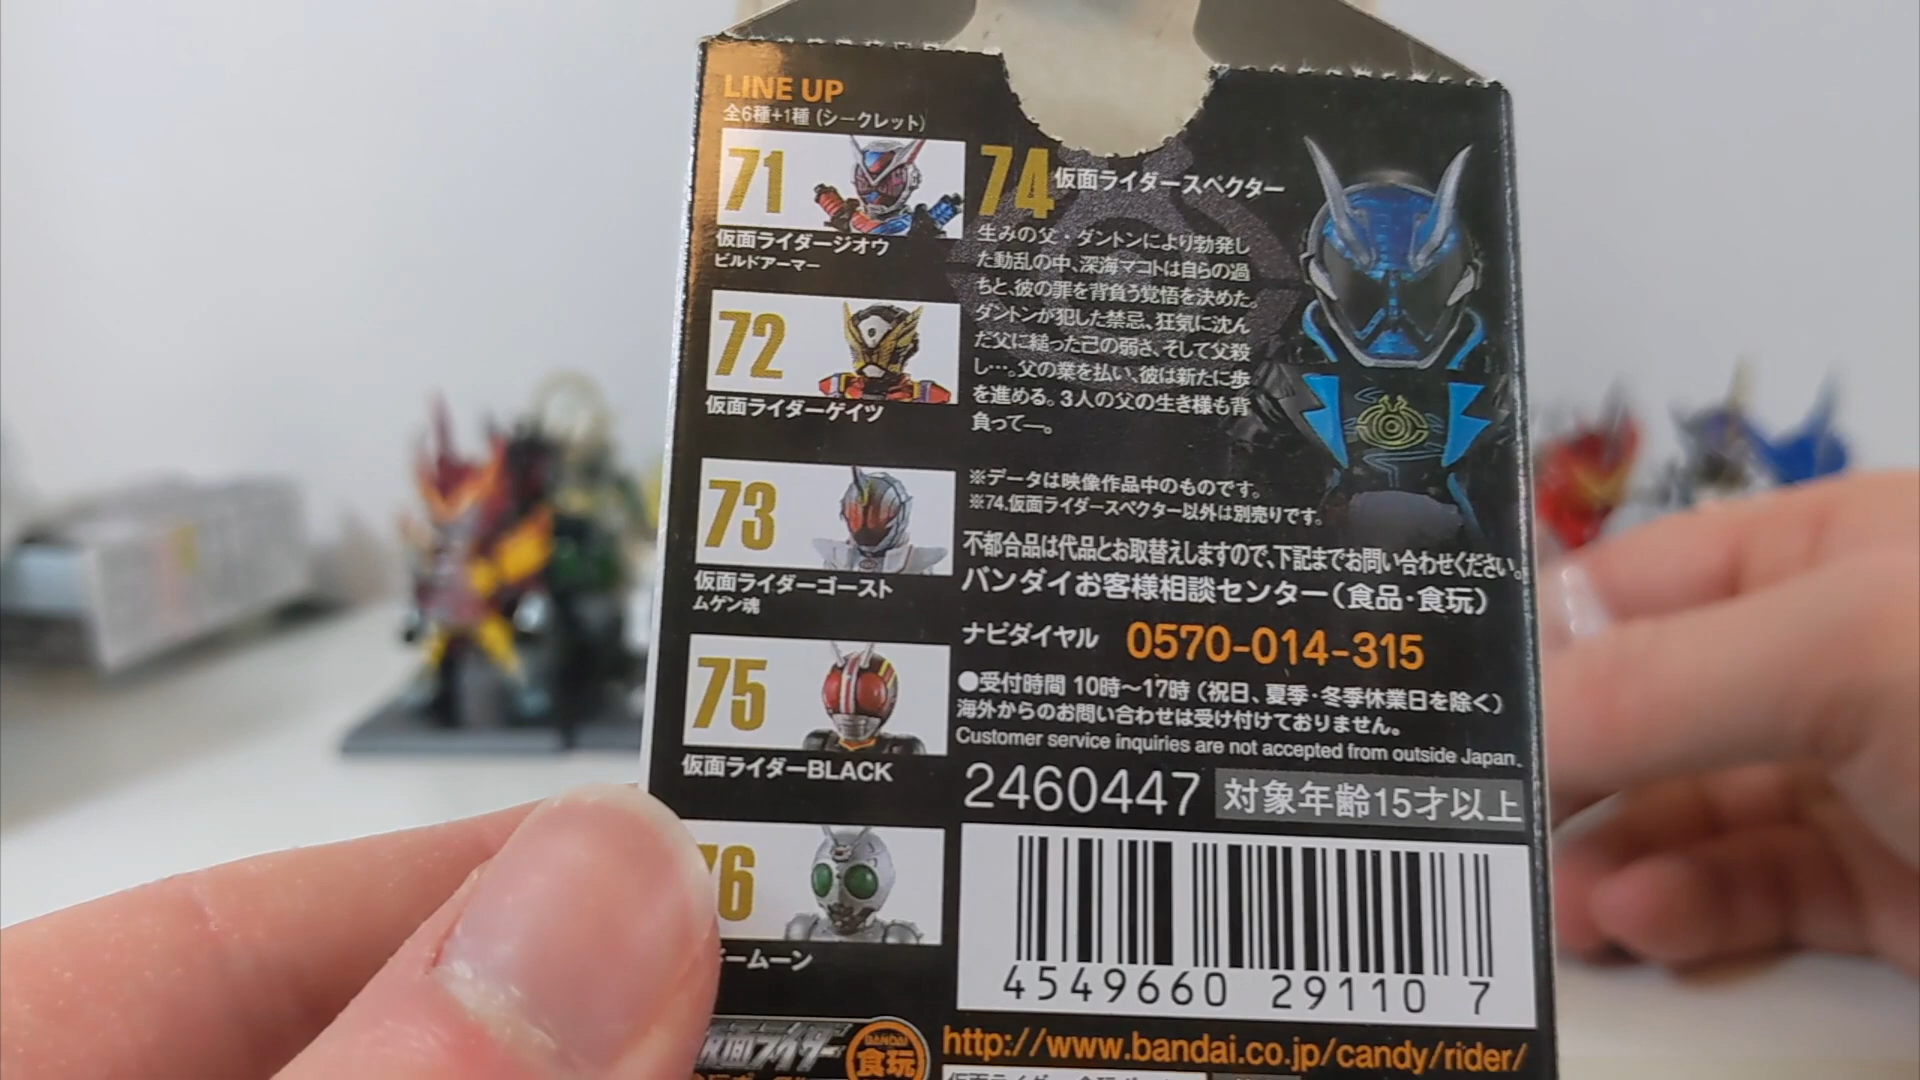 LINE UP
全6種+1種 (シークレット)
71
仮面ライダージオウ
ビルドアーマー
72
仮面ライダーゲイツ
73
仮面ライダーゴースト
ムゲン魂
75
仮面ライダーBLACK
76
ームーン
仮面ライダー
BANDAI
食玩
74 仮面ライダースペクター
生みの父・ダントンにより勃発し
た動乱の中、深海マコトは自らの過
ちと、彼の罪を背負う覚悟を決めた。
ダントンが犯した禁忌、狂気に沈ん
だ父に縋った己の弱さ、そして父殺
し…。父の業を払い、彼は新たに歩
を進める。3人の父の生き様も背
負って―。
※データは映像作品中のものです。
※74.仮面ライダースペクター以外は別売りです。
不都合品は代品とお取替えしますので、下記までお問い合わせください。
バンダイお客様相談センター(食品・食玩)
ナビダイヤル 0570-014-315
●受付時間 10時～17時 (祝日、夏季・冬季休業日を除く)
海外からのお問い合わせは受け付けておりません。
Customer service inquiries are not accepted from outside Japan.
2460447 対象年齢15才以上
4549660 29110 7
http://www.bandai.co.jp/candy/rider/